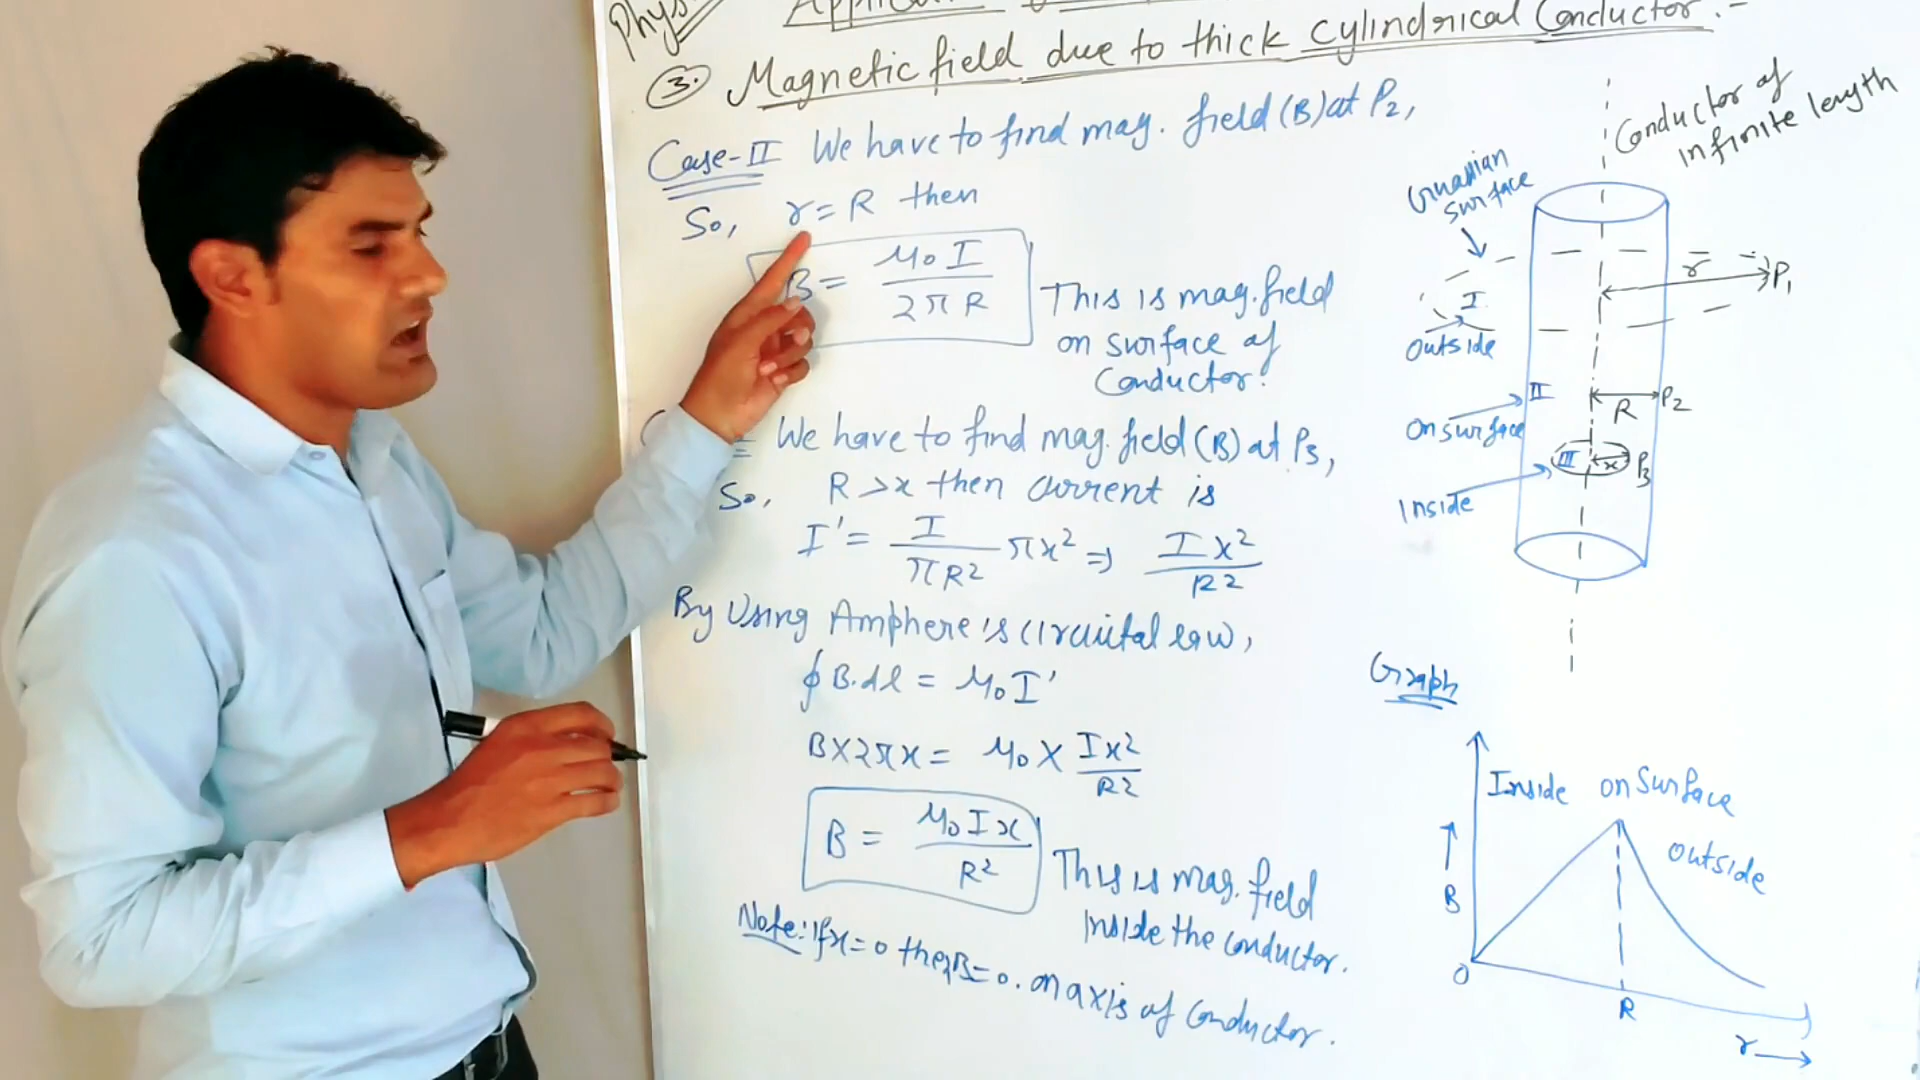 Phys
③. Magnetic field due to thick Cylindrical Conductor :-
Case-II We have to find mag. field (B) at P₂,
So, r = R then
B = μ₀I / 2πR
This is mag. field
on surface of
Conductor.
We have to find mag. field (B) at P₃,
So, R > x then current is
I' = I / πR² πx² ⇒ Ix² / R²
By Using Amphere's circuital law,
∮B.dl = μ₀I'
B×2πx = μ₀ × Ix² / R²
B = μ₀Ix / R²
This is mag. field
inside the conductor.
Note: if x = 0 then B = 0. on axis of Conductor.
Conductor of
infinite length
Guassian
surface
r
P₁
I
outside
II
R
P₂
on surface
III
x
P₃
Inside
Graph
Inside on Surface
outside
B
O
R
r